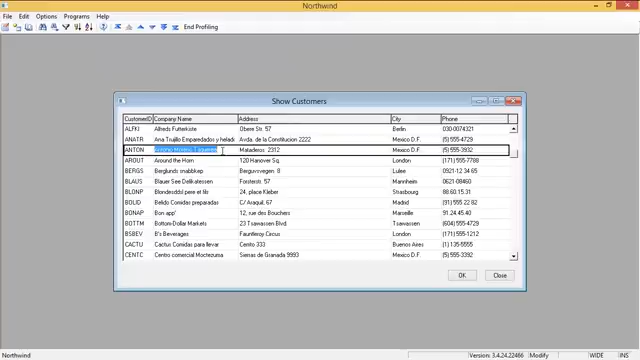 Northwind
File Edit Options Programs Help
End Profiling
Show Customers
CustomerID Company Name Address City Phone
ALFKI Alfreds Futterkiste Obere Str. 57 Berlin 030-0074321
ANATR Ana Trujillo Emparedados y helad Avda. de la Constitucion 2222 Mexico D.F. (5) 555-4729
ANTON Antonio Moreno Taqueria Mataderos 2312 Mexico D.F. (5) 555-3932
AROUT Around the Horn 120 Hanover Sq. London (171) 555-7788
BERGS Berglunds snabbkep Berguvsvegen 8 Lulea 0921-12 34 65
BLAUS Blauer See Delikatessen Forsterstr. 57 Mannheim 0621-08460
BLONP Blondesddsl pere et fils 24, place Kleber Strasbourg 88.60.15.31
BOLID Bolido Comidas preparadas C/ Araquil, 67 Madrid (91) 555 22 82
BONAP Bon app' 12, rue des Bouchers Marseille 91.24.45.40
BOTTM Bottom-Dollar Markets 23 Tsawassen Blvd. Tsawassen (604) 555-4729
BSBEV B's Beverages Fauntleroy Circus London (171) 555-1212
CACTU Cactus Comidas para llevar Cerrito 333 Buenos Aires (1) 135-5555
CENTC Centro comercial Moctezuma Sierras de Granada 9993 Mexico D.F. (5) 555-3392
OK Close
Northwind Version: 3.4.24.22466 Modify WIDE INS